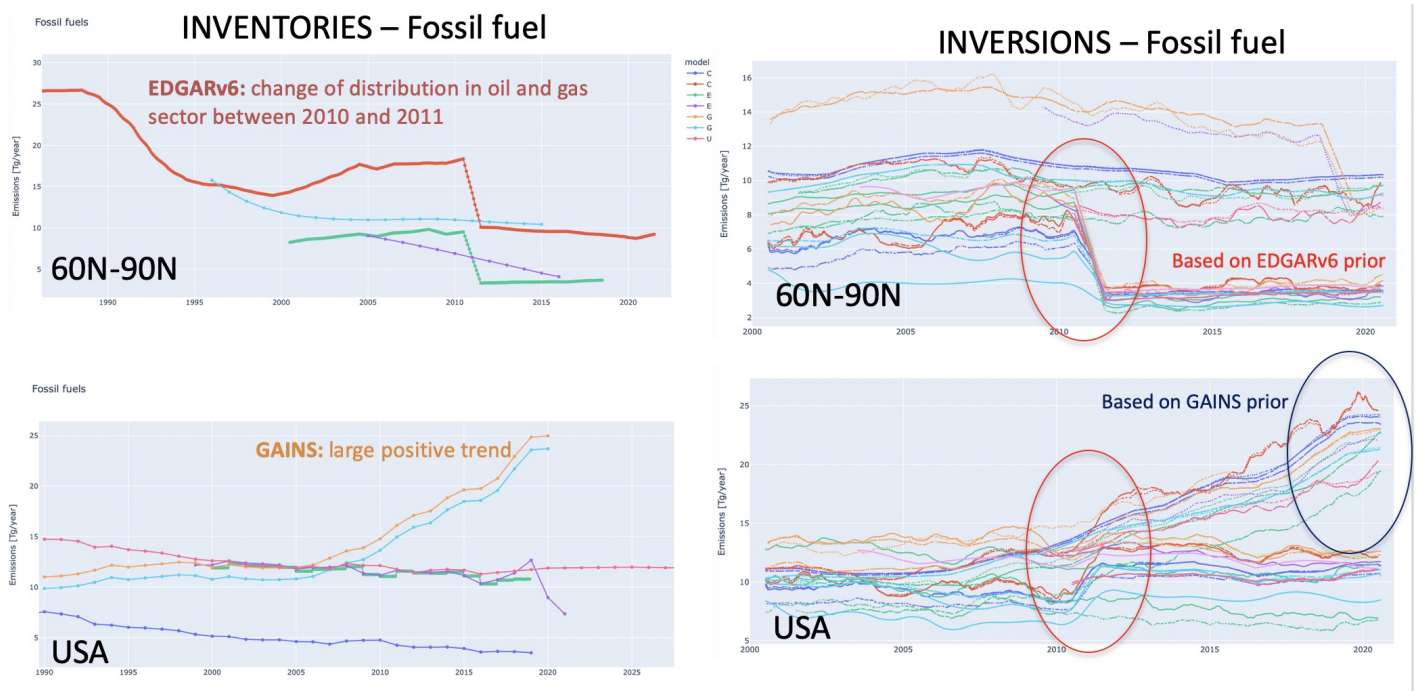 Fossil fuels
INVENTORIES – Fossil fuel
EDGARv6: change of distribution in oil and gas
sector between 2010 and 2011
Emissions [Tg/year]
30
25
20
15
10
5
60N-90N
1990
1995
2000
2005
2010
2015
2020
model
C
C
E
E
G
G
U
INVERSIONS – Fossil fuel
Emissions [Tg/year]
16
14
12
10
8
6
4
2
Based on EDGARv6 prior
60N-90N
2000
2005
2010
2015
2020
Fossil fuels
GAINS: large positive trend
Emissions [Tg/year]
25
20
15
10
5
USA
1990
1995
2000
2005
2010
2015
2020
2025
Based on GAINS prior
Emissions [Tg/year]
25
20
15
10
5
USA
2000
2005
2010
2015
2020